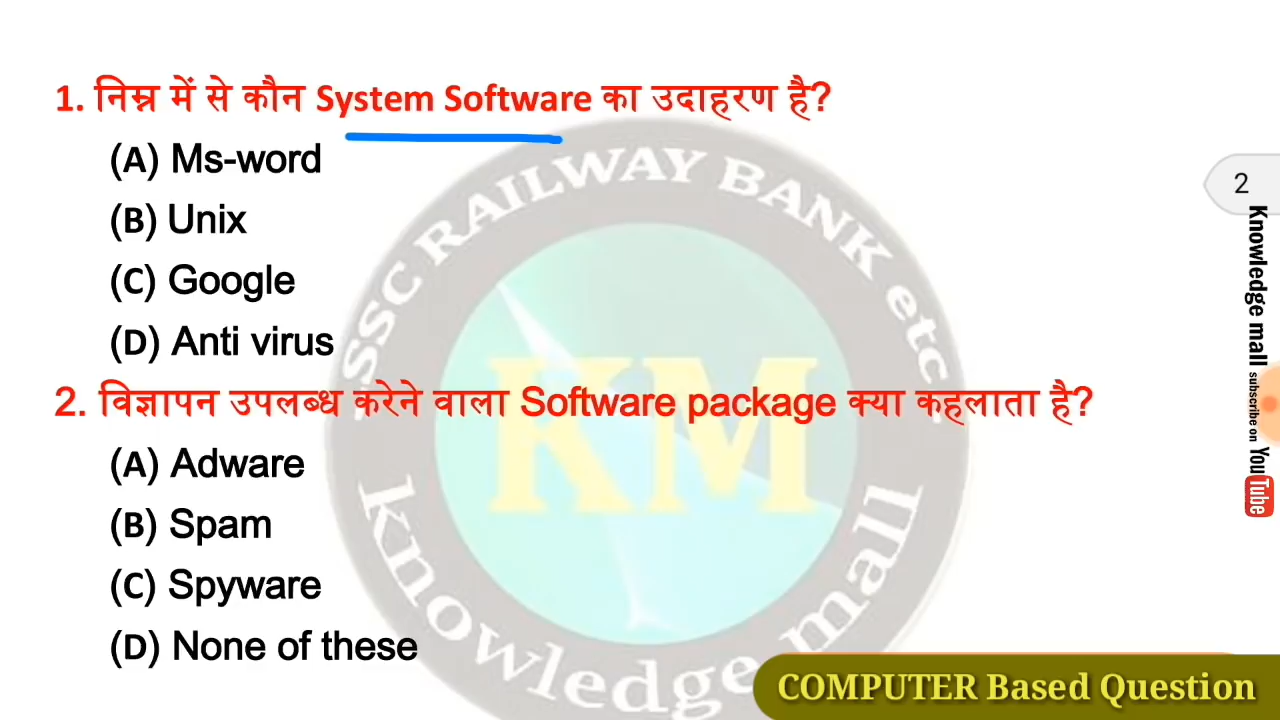 1. निम्न में से कौन System Software का उदाहरण है?
(A) Ms-word
(B) Unix
(C) Google
(D) Anti virus
2. विज्ञापन उपलब्ध करेने वाला Software package क्या कहलाता है?
(A) Adware
(B) Spam
(C) Spyware
(D) None of these
SSC RAILWAY BANK etc
KM
knowledge mall
2
Knowledge mall subscribe on YouTube
COMPUTER Based Question